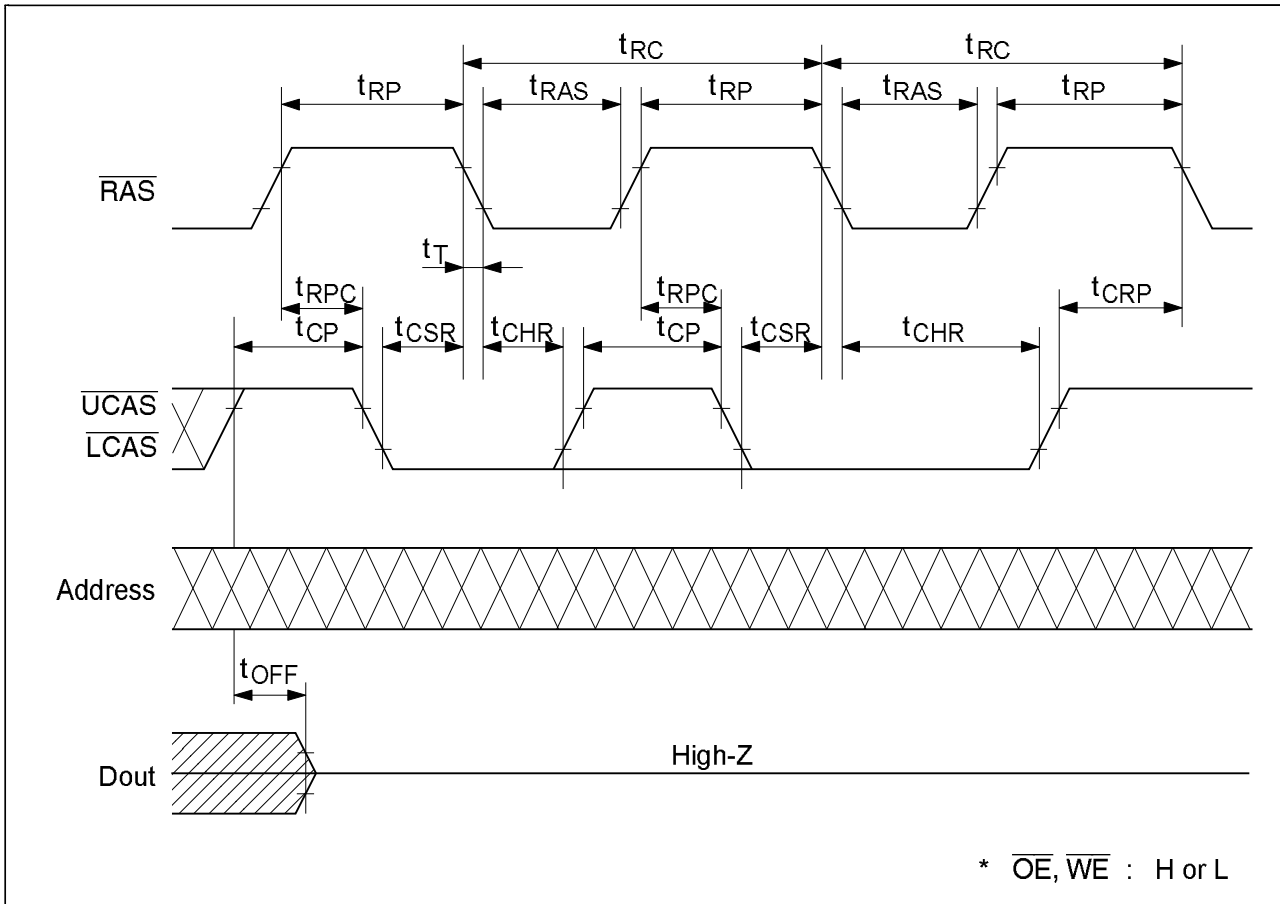 tRC tRC
tRP tRAS tRP tRAS tRP
RAS
tT
tRPC tRPC tCRP
tCP tCSR tCHR tCP tCSR tCHR
UCAS
LCAS
Address
tOFF
High-Z
Dout
* OE, WE : H or L